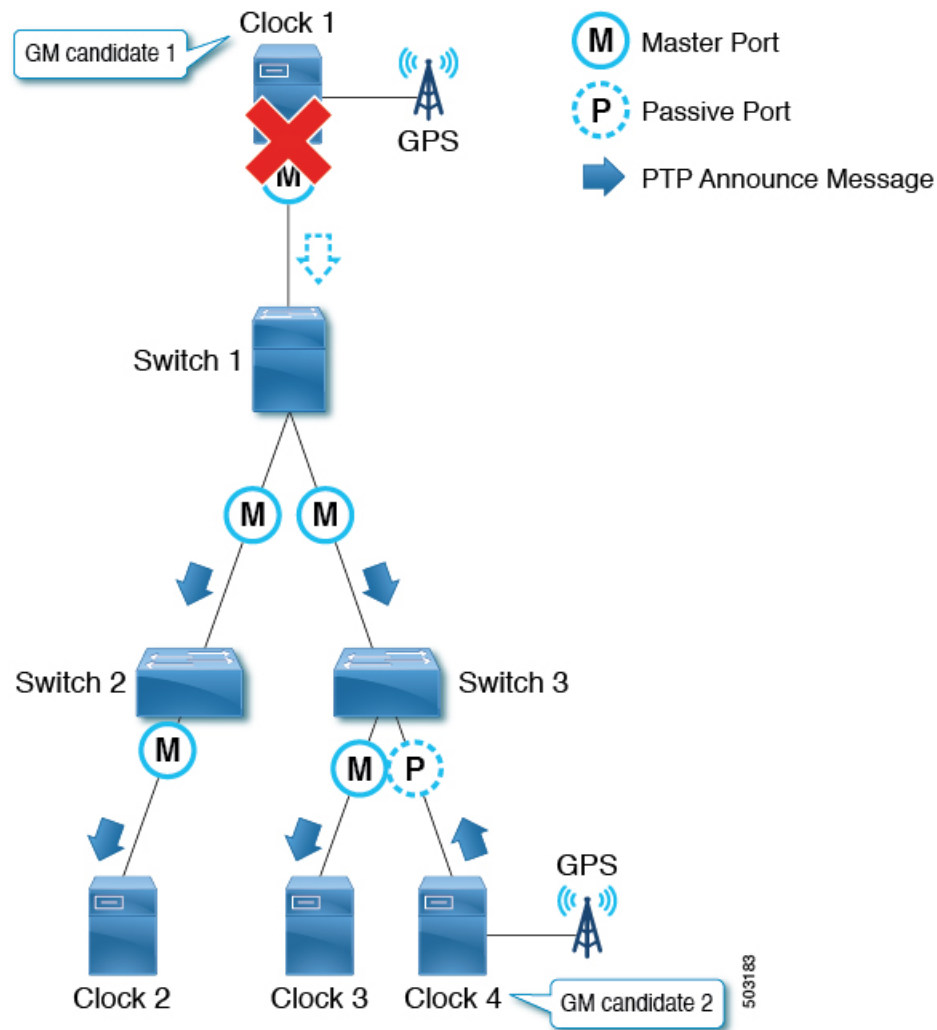 Clock 1
GM candidate 1
GPS
M
M Master Port
P Passive Port
PTP Announce Message
Switch 1
M M
Switch 2
Switch 3
M
M P
GPS
Clock 2
Clock 3
Clock 4
GM candidate 2
503183